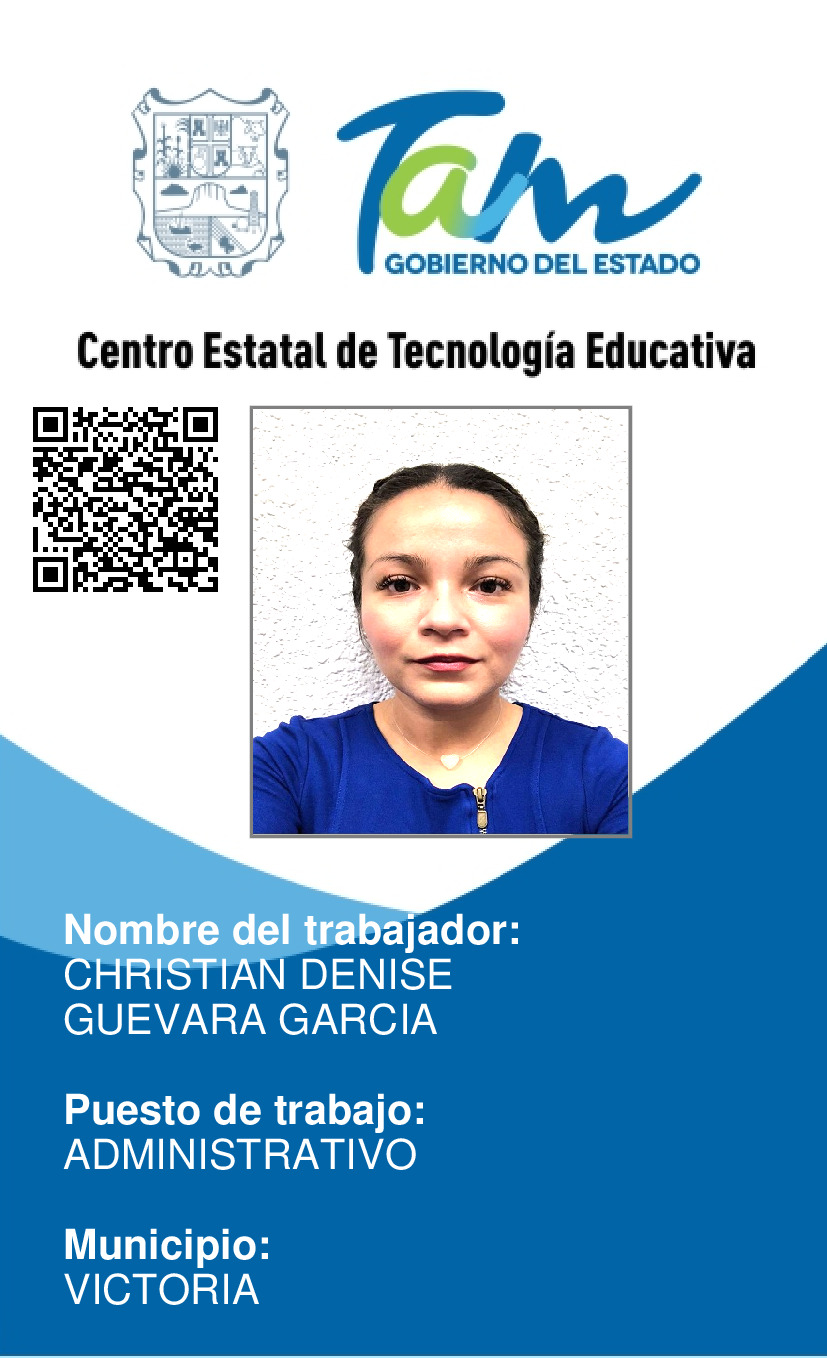 Tam
GOBIERNO DEL ESTADO
Centro Estatal de Tecnología Educativa
Nombre del trabajador:
CHRISTIAN DENISE
GUEVARA GARCIA
Puesto de trabajo:
ADMINISTRATIVO
Municipio:
VICTORIA